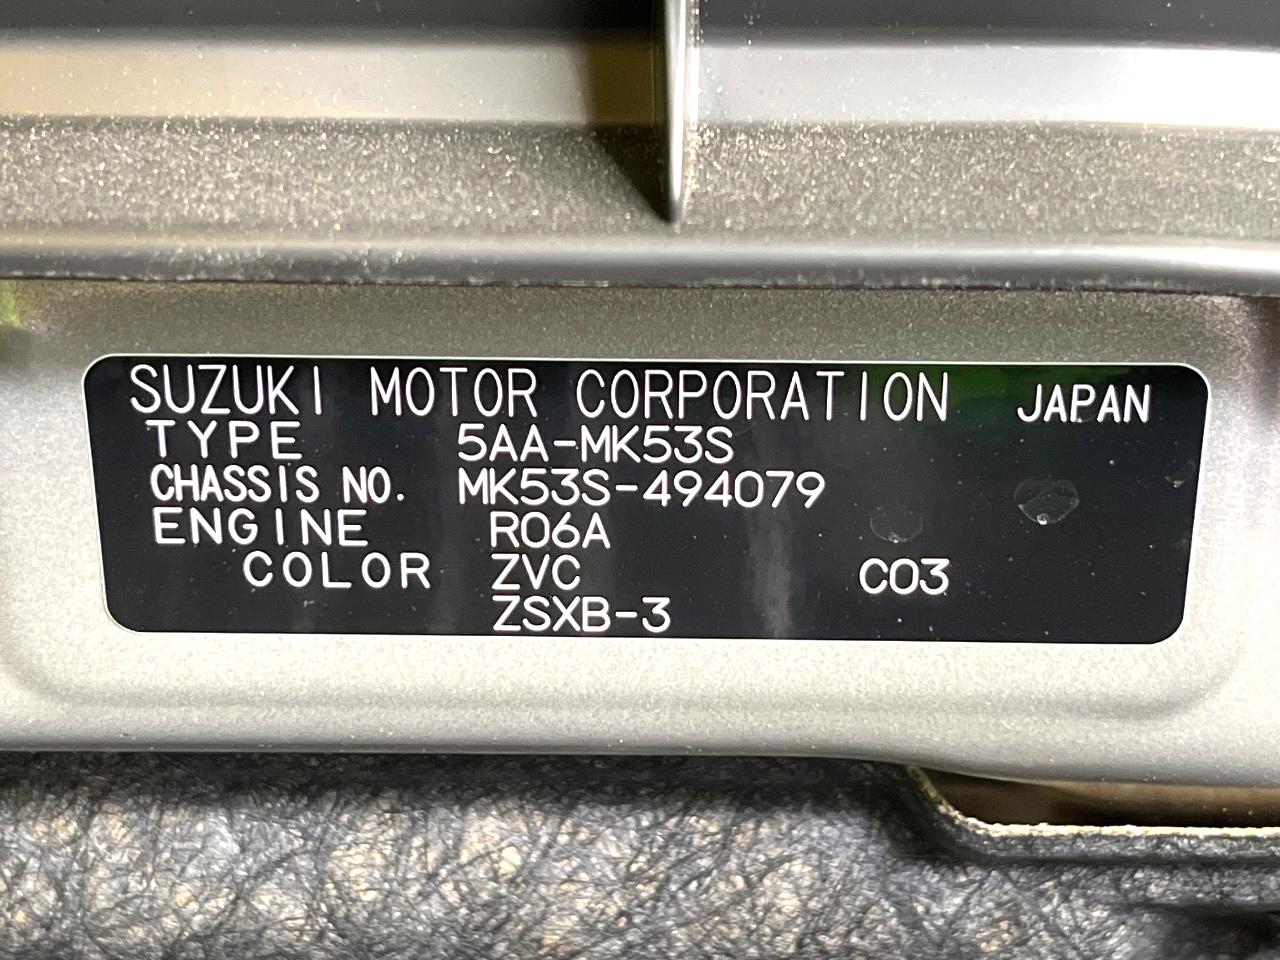 SUZUKI MOTOR CORPORATION JAPAN
TYPE 5AA-MK53S
CHASSIS NO. MK53S-494079
ENGINE R06A
COLOR ZVC C03
ZSXB-3